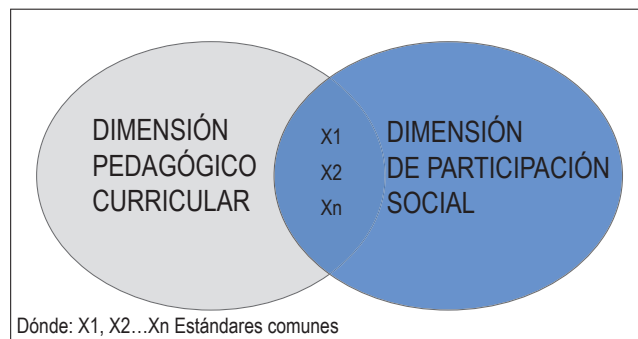 DIMENSIÓN
PEDAGÓGICO
CURRICULAR
X1
X2
Xn
DIMENSIÓN
DE PARTICIPACIÓN
SOCIAL
Dónde: X1, X2...Xn Estándares comunes